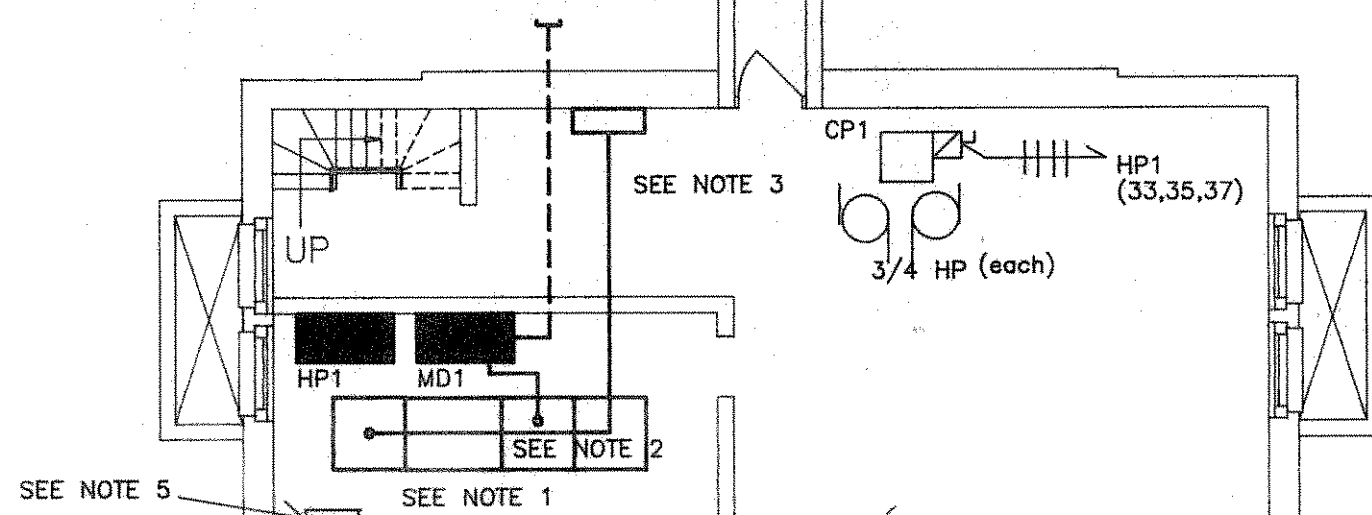 CP1
HP1
(33,35,37)
SEE NOTE 3
UP
3/4 HP (each)
HP1
MD1
SEE NOTE 2
SEE NOTE 5
SEE NOTE 1